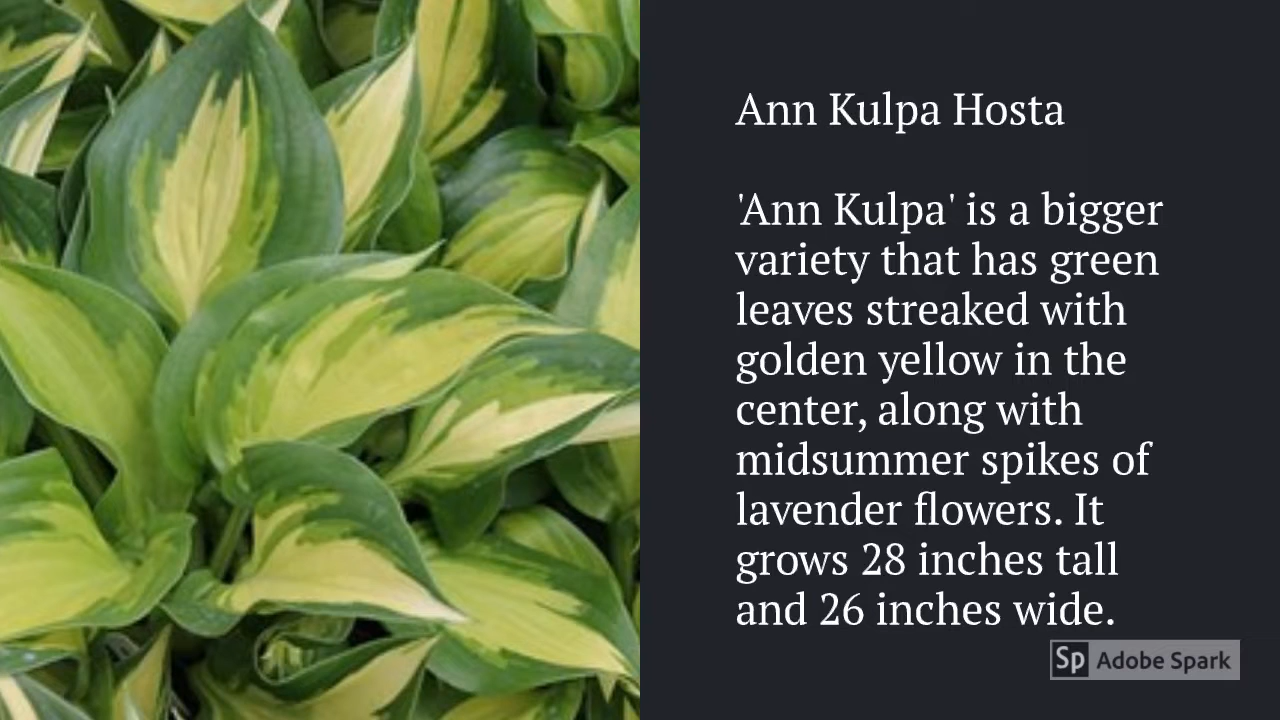 Ann Kulpa Hosta
'Ann Kulpa' is a bigger
variety that has green
leaves streaked with
golden yellow in the
center, along with
midsummer spikes of
lavender flowers. It
grows 28 inches tall
and 26 inches wide.
Sp Adobe Spark